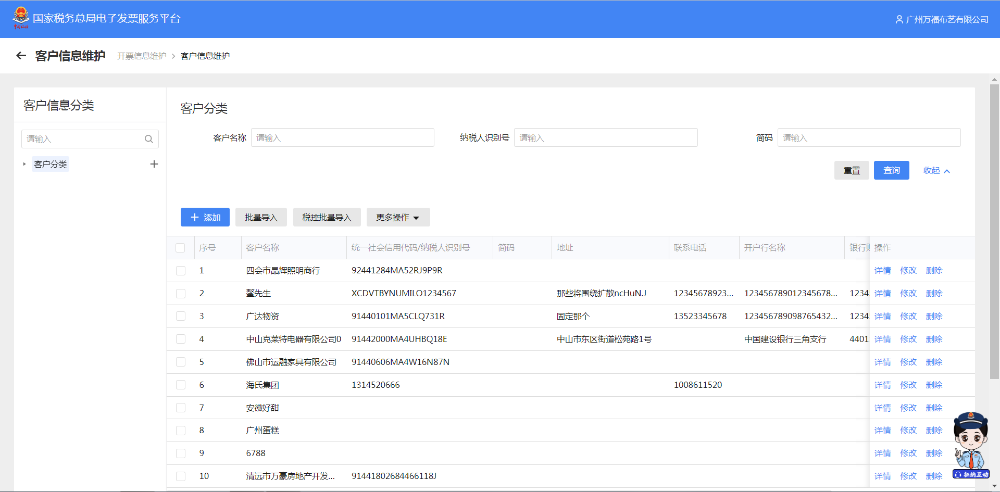 国家税务总局电子发票服务平台
广州万福布艺有限公司
客户信息维护 开票信息维护 > 客户信息维护
客户信息分类
请输入
客户分类
客户分类
客户名称 请输入 纳税人识别号 请输入 简码 请输入
重置 查询 收起
添加 批量导入 税控批量导入 更多操作
序号 客户名称 统一社会信用代码/纳税人识别号 简码 地址 联系电话 开户行名称 银行账 操作
1 四会市晶辉照明商行 92441284MA52RJ9P9R 详情 修改 删除
2 鳌先生 XCDVTBYNUMILO1234567 那些将围绕扩散ncHuN.J 12345678923... 123456789012345678... 1234 详情 修改 删除
3 广达物资 91440101MA5CLQ731R 固定那个 13523345678 123456789098765432... 1234 详情 修改 删除
4 中山克莱特电器有限公司0 91442000MA4UHBQ18E 中山市东区街道松苑路1号 中国建设银行三角支行 4401 详情 修改 删除
5 佛山市运融家具有限公司 91440606MA4W16N87N 详情 修改 删除
6 海氏集团 1314520666 1008611520 详情 修改 删除
7 安徽好甜 详情 修改 删除
8 广州蛋糕 详情 修改 删除
9 6788 详情 修改 删除
10 清远市万豪房地产开发... 91441802684466118J 详情 修改 删除
征纳互动